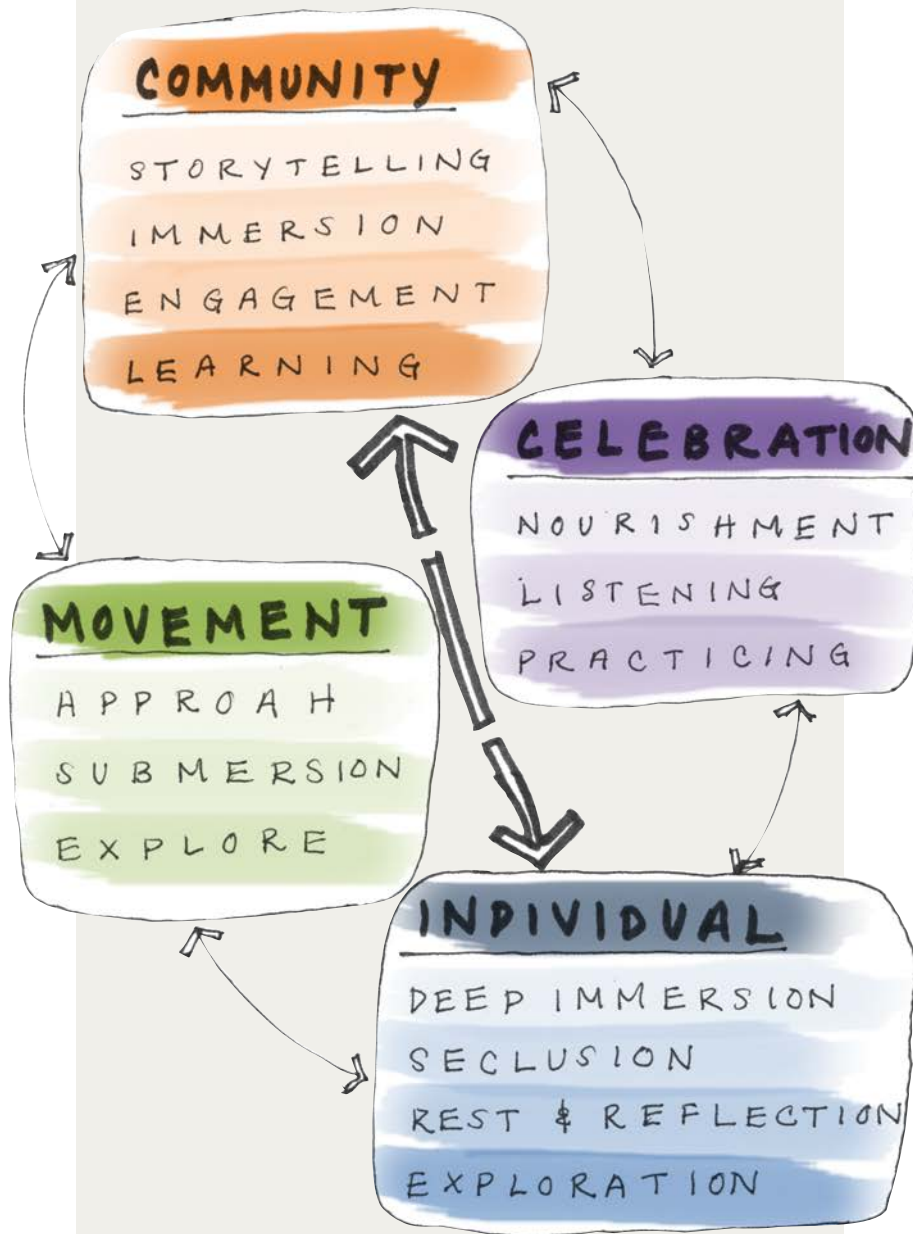 COMMUNITY
STORYTELLING
IMMERSION
ENGAGEMENT
LEARNING
CELEBRATION
NOURISHMENT
LISTENING
PRACTICING
MOVEMENT
APPROAH
SUBMERSION
EXPLORE
INDIVIDUAL
DEEP IMMERSION
SECLUSION
REST & REFLECTION
EXPLORATION